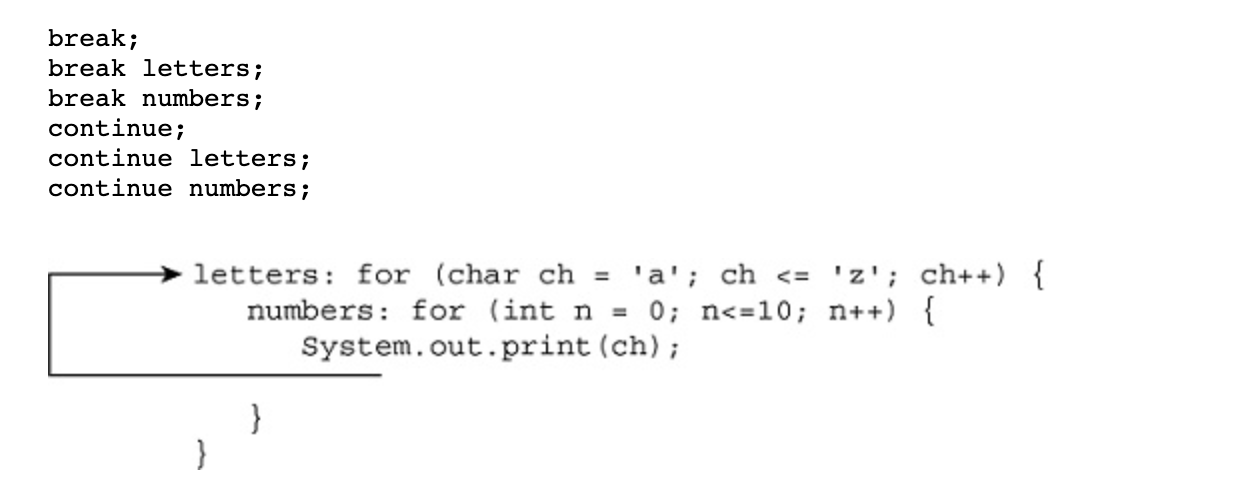 break;
break letters;
break numbers;
continue;
continue letters;
continue numbers;
letters: for (char ch = 'a'; ch <= 'z'; ch++) {
numbers: for (int n = 0; n<=10; n++) {
System.out.print(ch);
}
}